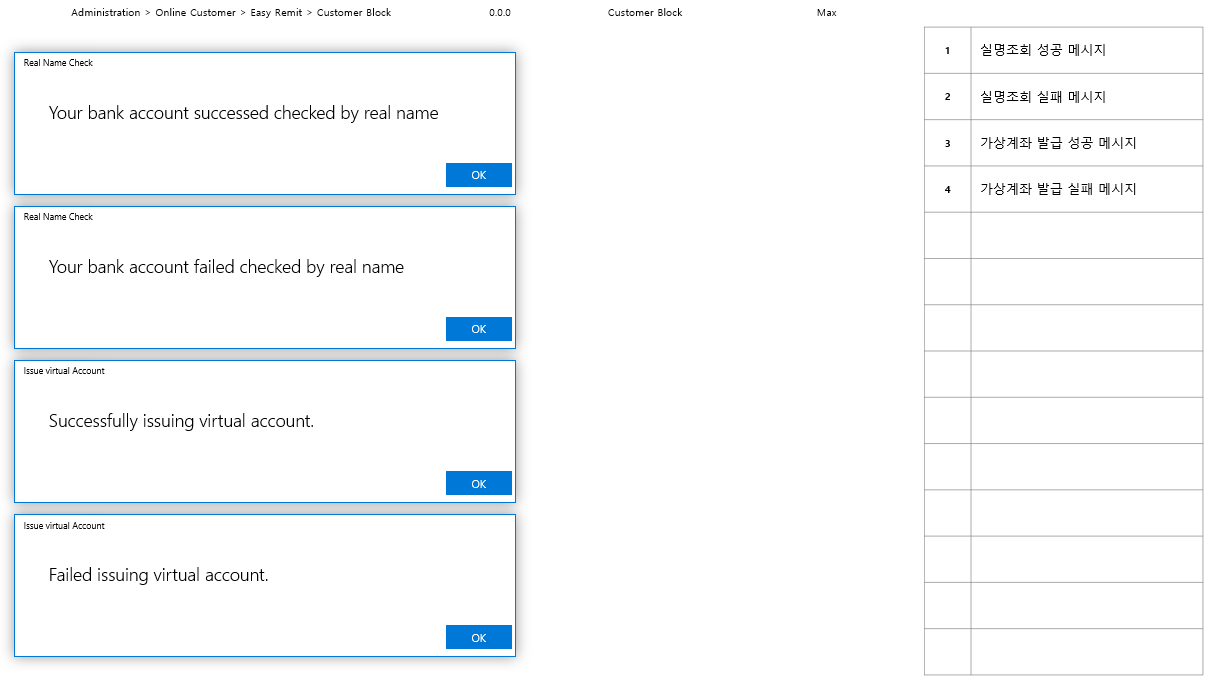 Administration > Online Customer > Easy Remit > Customer Block
0.0.0
Customer Block
Max
Real Name Check
Your bank account successed checked by real name
OK
Real Name Check
Your bank account failed checked by real name
OK
Issue virtual Account
Successfully issuing virtual account.
OK
Issue virtual Account
Failed issuing virtual account.
OK
1 실명조회 성공 메시지
2 실명조회 실패 메시지
3 가상계좌 발급 성공 메시지
4 가상계좌 발급 실패 메시지